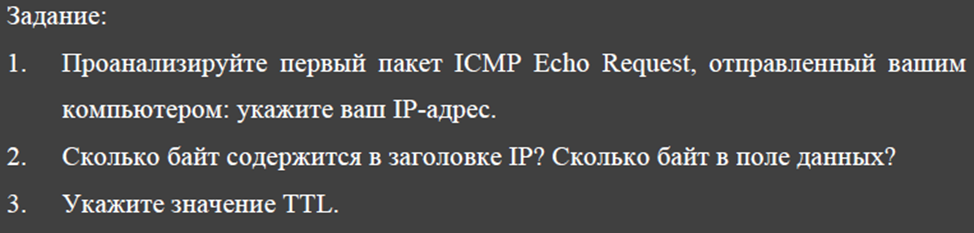 Задание:
1. Проанализируйте первый пакет ICMP Echo Request, отправленный вашим
компьютером: укажите ваш IP-адрес.
2. Сколько байт содержится в заголовке IP? Сколько байт в поле данных?
3. Укажите значение TTL.